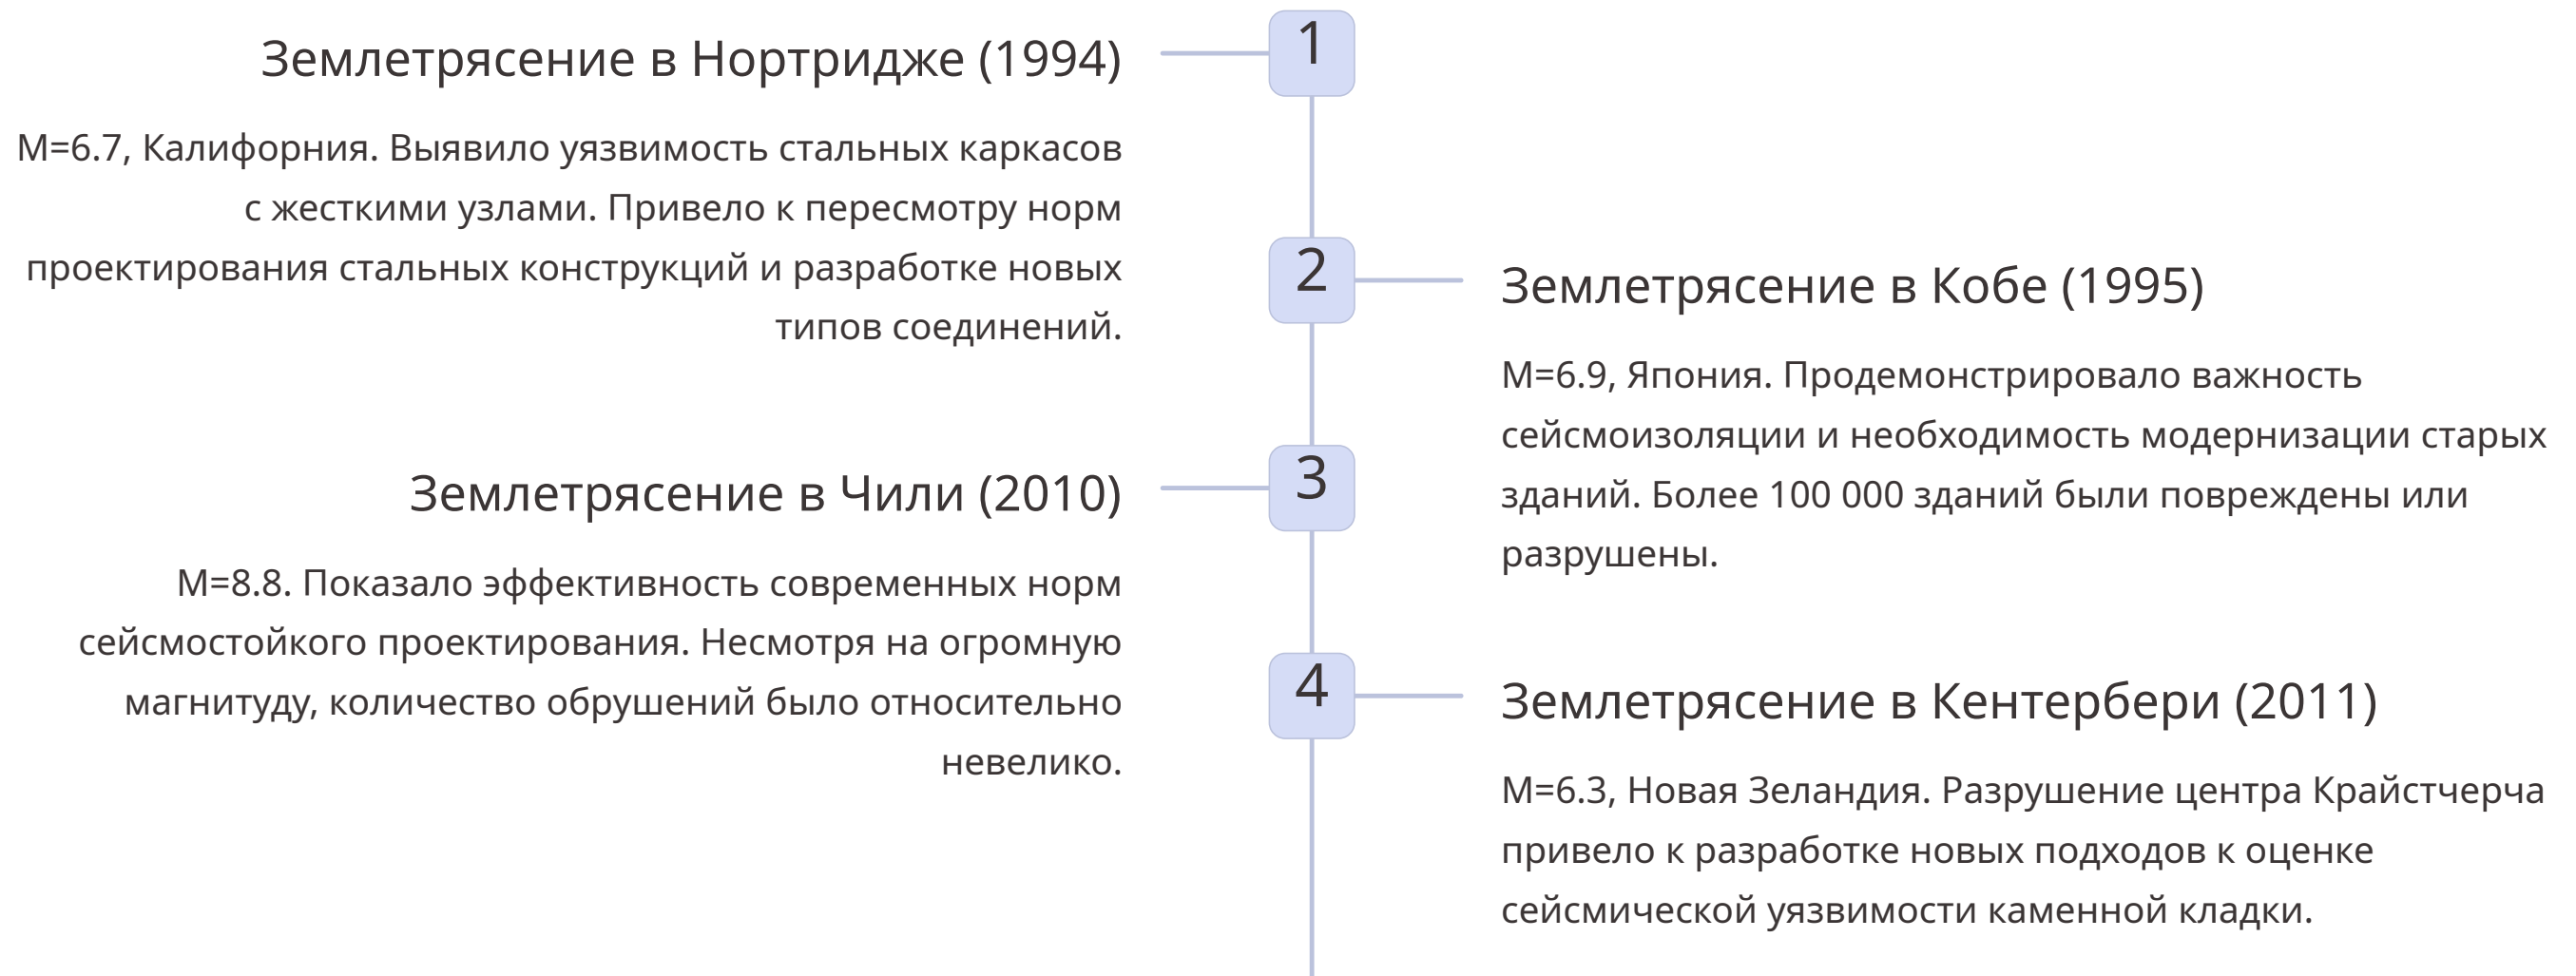 1
Землетрясение в Нортридже (1994)
М=6.7, Калифорния. Выявило уязвимость стальных каркасов
с жесткими узлами. Привело к пересмотру норм
проектирования стальных конструкций и разработке новых
типов соединений.
2
Землетрясение в Кобе (1995)
М=6.9, Япония. Продемонстрировало важность
сейсмоизоляции и необходимость модернизации старых
зданий. Более 100 000 зданий были повреждены или
разрушены.
3
Землетрясение в Чили (2010)
М=8.8. Показало эффективность современных норм
сейсмостойкого проектирования. Несмотря на огромную
магнитуду, количество обрушений было относительно
невелико.
4
Землетрясение в Кентербери (2011)
М=6.3, Новая Зеландия. Разрушение центра Крайстчерча
привело к разработке новых подходов к оценке
сейсмической уязвимости каменной кладки.